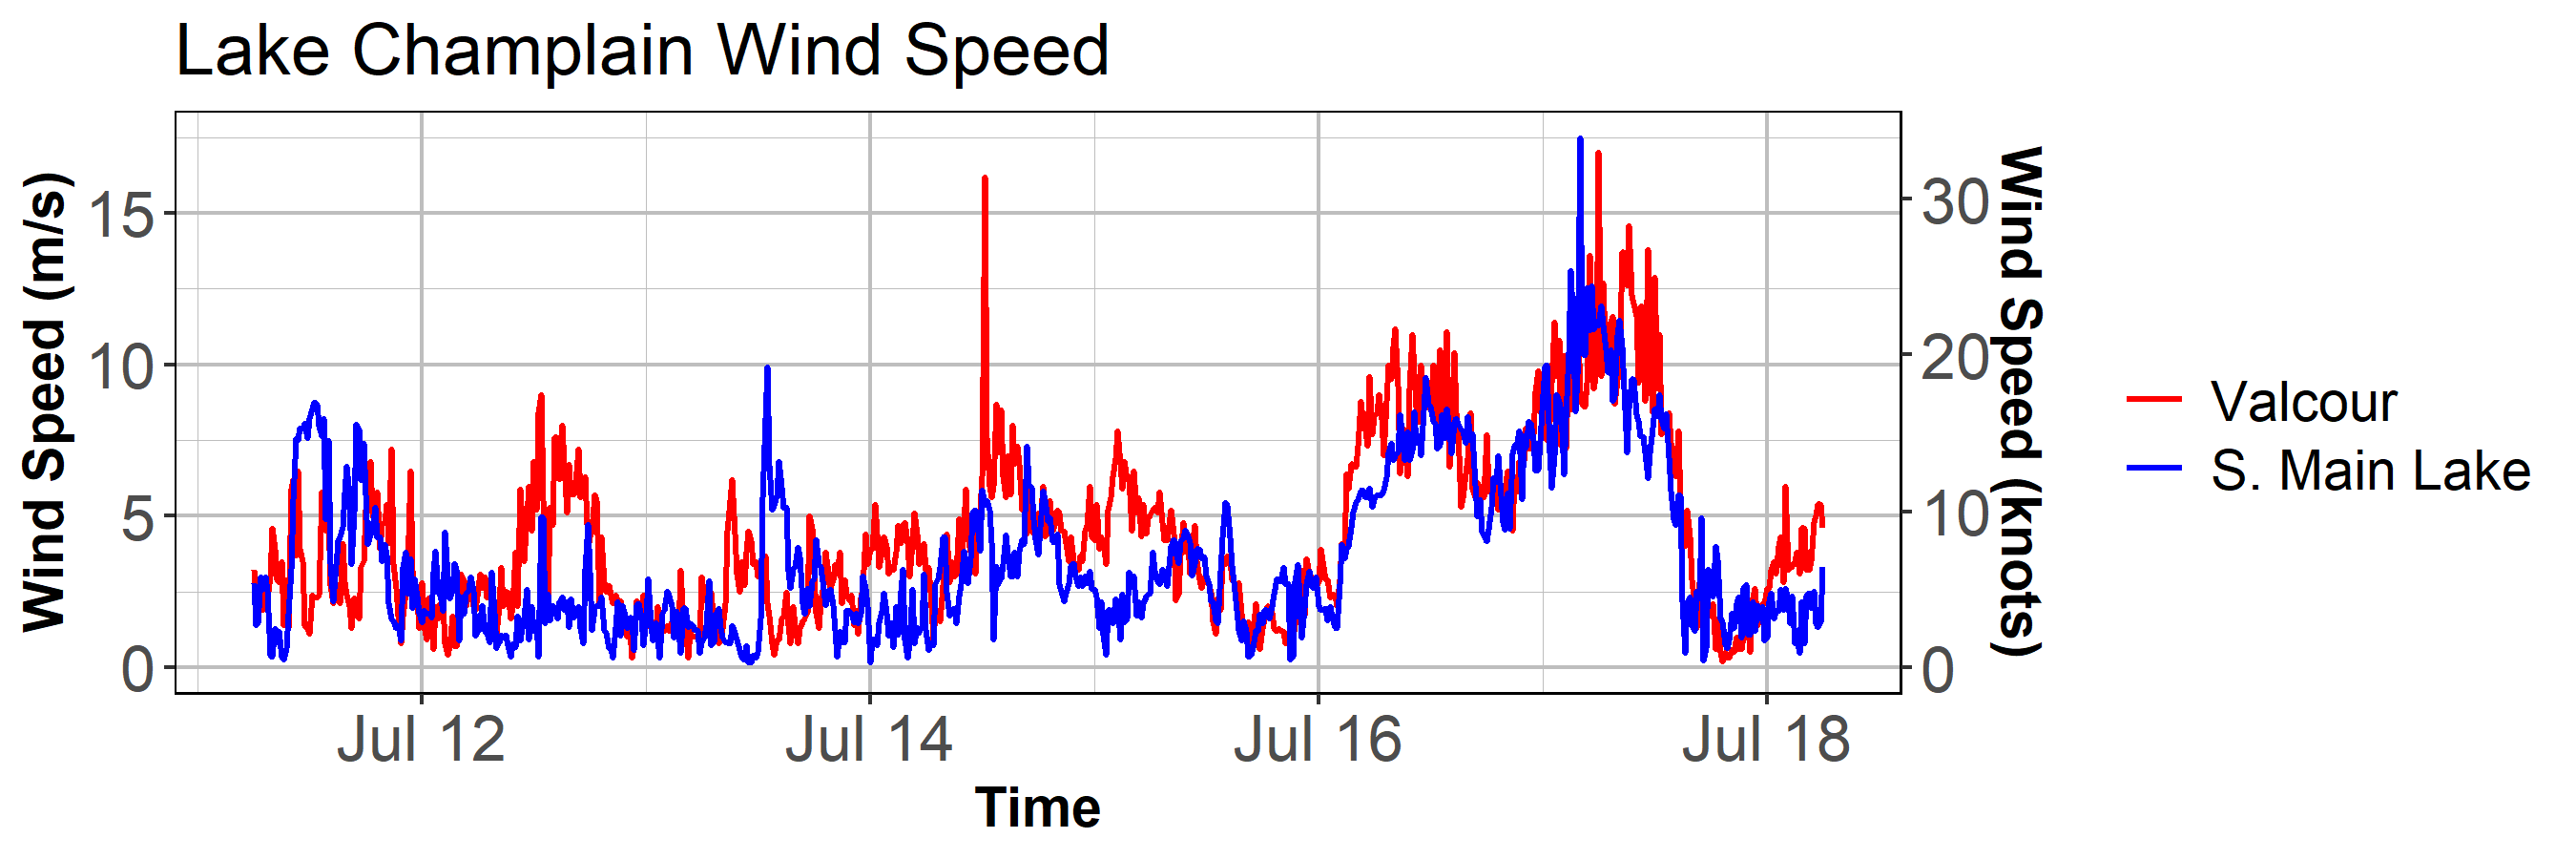 Lake Champlain Wind Speed
Wind Speed (m/s)
15
10
5
0
30
20
10
0
Wind Speed (knots)
Jul 12
Jul 14
Jul 16
Jul 18
Time
Valcour
S. Main Lake